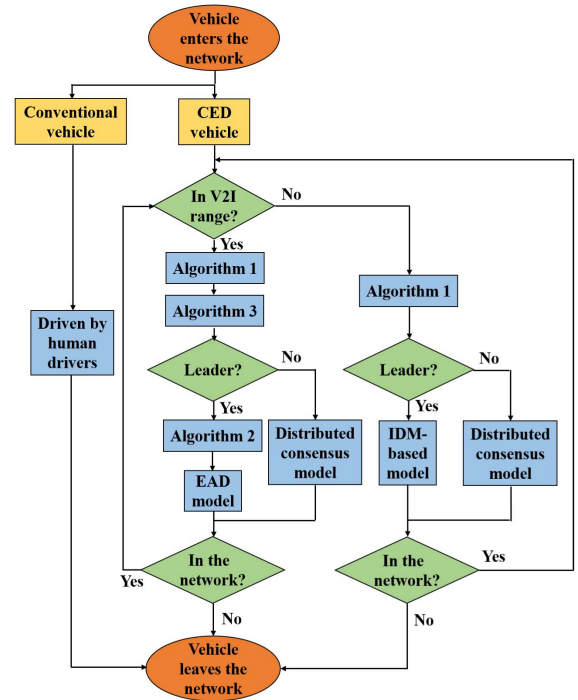 Vehicle
enters the
network
Conventional
vehicle
CED
vehicle
In V2I
range?
No
Yes
Algorithm 1
Algorithm 3
Algorithm 1
Driven by
human
drivers
Leader?
No
Yes
Leader?
No
Yes
Algorithm 2
EAD
model
Distributed
consensus
model
IDM-
based
model
Distributed
consensus
model
In the
network?
Yes
No
In the
network?
Yes
No
Vehicle
leaves the
network